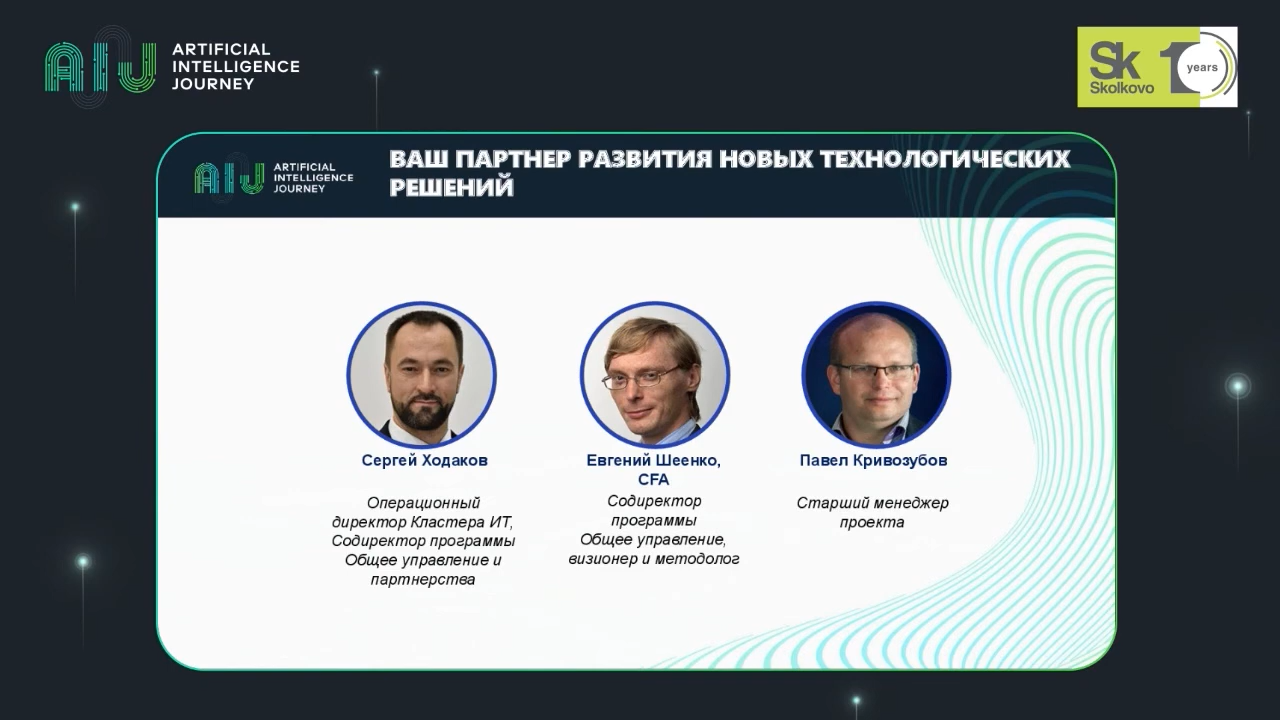 ARTIFICIAL
INTELLIGENCE
JOURNEY
Sk
Skolkovo
10
years
ARTIFICIAL
INTELLIGENCE
JOURNEY
ВАШ ПАРТНЕР РАЗВИТИЯ НОВЫХ ТЕХНОЛОГИЧЕСКИХ
РЕШЕНИЙ
Сергей Ходаков
Операционный
директор Кластера ИТ,
Содиректор программы
Общее управление и
партнерства
Евгений Шеенко,
CFA
Содиректор
программы
Общее управление,
визионер и методолог
Павел Кривозубов
Старший менеджер
проекта